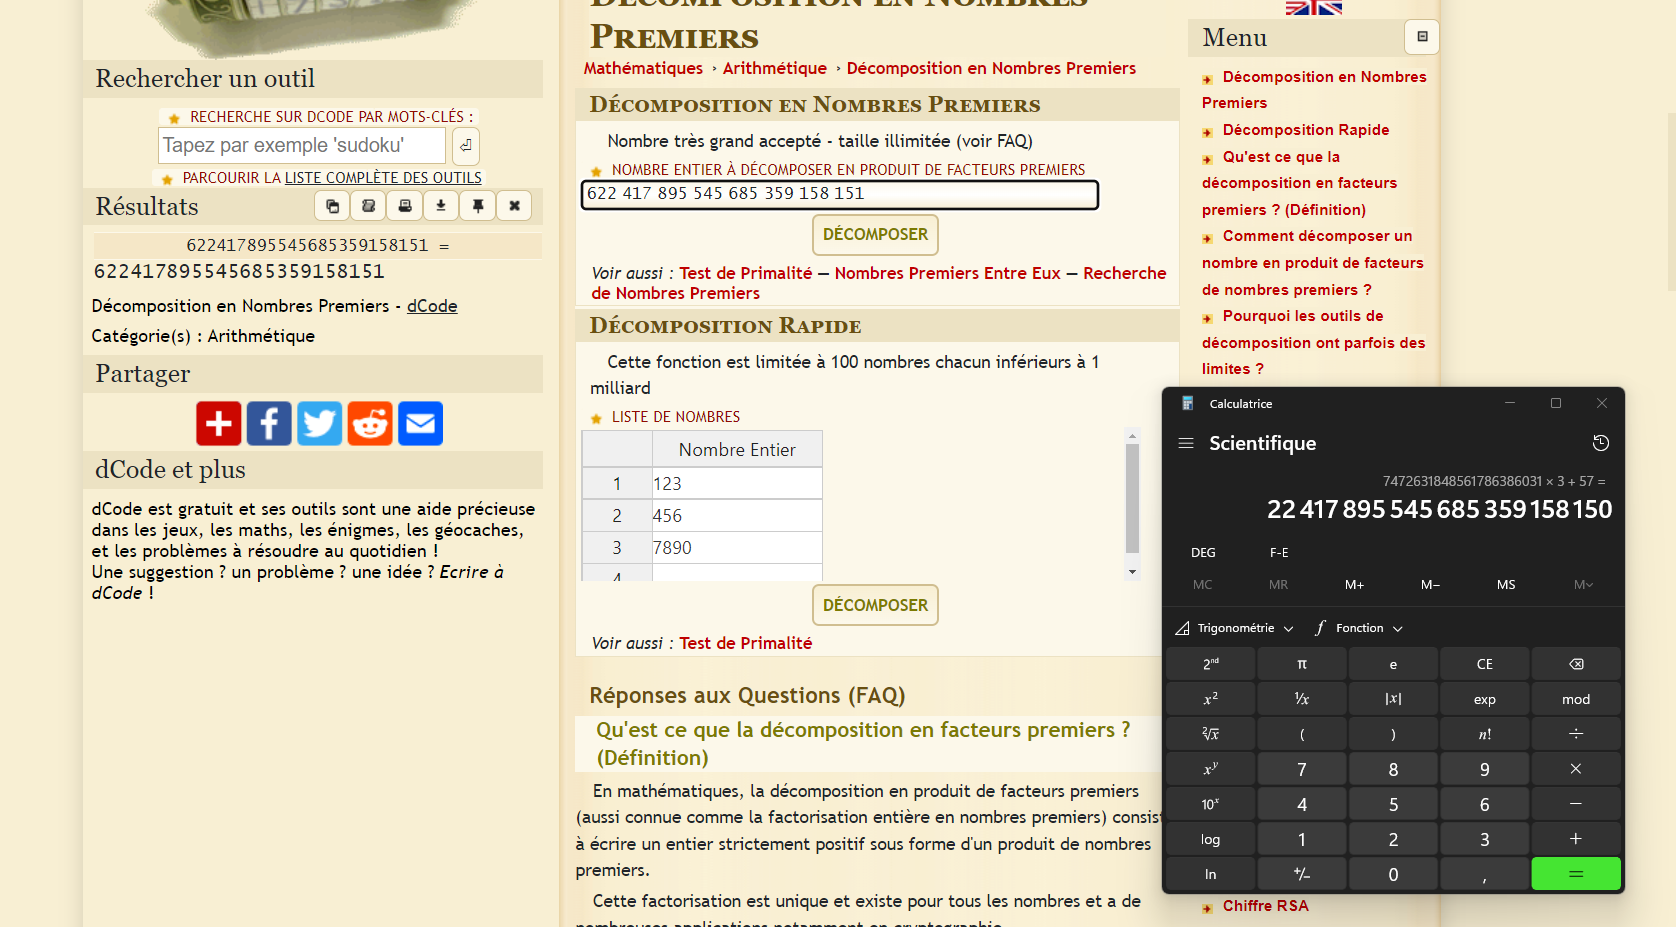 Rechercher un outil
RECHERCHE SUR DCODE PAR MOTS-CLÉS :
Tapez par exemple 'sudoku'
PARCOURIR LA LISTE COMPLÈTE DES OUTILS
Résultats
622417895545685359158151 =
622417895545685359158151
Décomposition en Nombres Premiers - dCode
Catégorie(s) : Arithmétique
Partager
dCode et plus
dCode est gratuit et ses outils sont une aide précieuse
dans les jeux, les maths, les énigmes, les géocaches,
et les problèmes à résoudre au quotidien !
Une suggestion ? un problème ? une idée ? Ecrire à
dCode !
DÉCOMPOSITION EN NOMBRES
PREMIERS
Mathématiques › Arithmétique › Décomposition en Nombres Premiers
DÉCOMPOSITION EN NOMBRES PREMIERS
Nombre très grand accepté - taille illimitée (voir FAQ)
NOMBRE ENTIER À DÉCOMPOSER EN PRODUIT DE FACTEURS PREMIERS
622 417 895 545 685 359 158 151
DÉCOMPOSER
Voir aussi : Test de Primalité — Nombres Premiers Entre Eux — Recherche
de Nombres Premiers
DÉCOMPOSITION RAPIDE
Cette fonction est limitée à 100 nombres chacun inférieurs à 1
milliard
LISTE DE NOMBRES
Nombre Entier
1 123
2 456
3 7890
4
DÉCOMPOSER
Voir aussi : Test de Primalité
Réponses aux Questions (FAQ)
Qu'est ce que la décomposition en facteurs premiers ?
(Définition)
En mathématiques, la décomposition en produit de facteurs premiers
(aussi connue comme la factorisation entière en nombres premiers) consist
à écrire un entier strictement positif sous forme d'un produit de nombres
premiers.
Cette factorisation est unique et existe pour tous les nombres et a de
nombreuses applications notamment en cryptographie
Menu
Décomposition en Nombres
Premiers
Décomposition Rapide
Qu'est ce que la
décomposition en facteurs
premiers ? (Définition)
Comment décomposer un
nombre en produit de facteurs
de nombres premiers ?
Pourquoi les outils de
décomposition ont parfois des
limites ?
Chiffre RSA
Calculatrice
Scientifique
7472631848561786386031 × 3 + 57 =
22 417 895 545 685 359 158 150
DEG F-E
MC MR M+ M− MS M
Trigonométrie f Fonction
2nd π e CE
x2 1/x |x| exp mod
2√x ( ) n! ÷
xy 7 8 9 ×
10x 4 5 6 −
log 1 2 3 +
ln +/− 0 , =